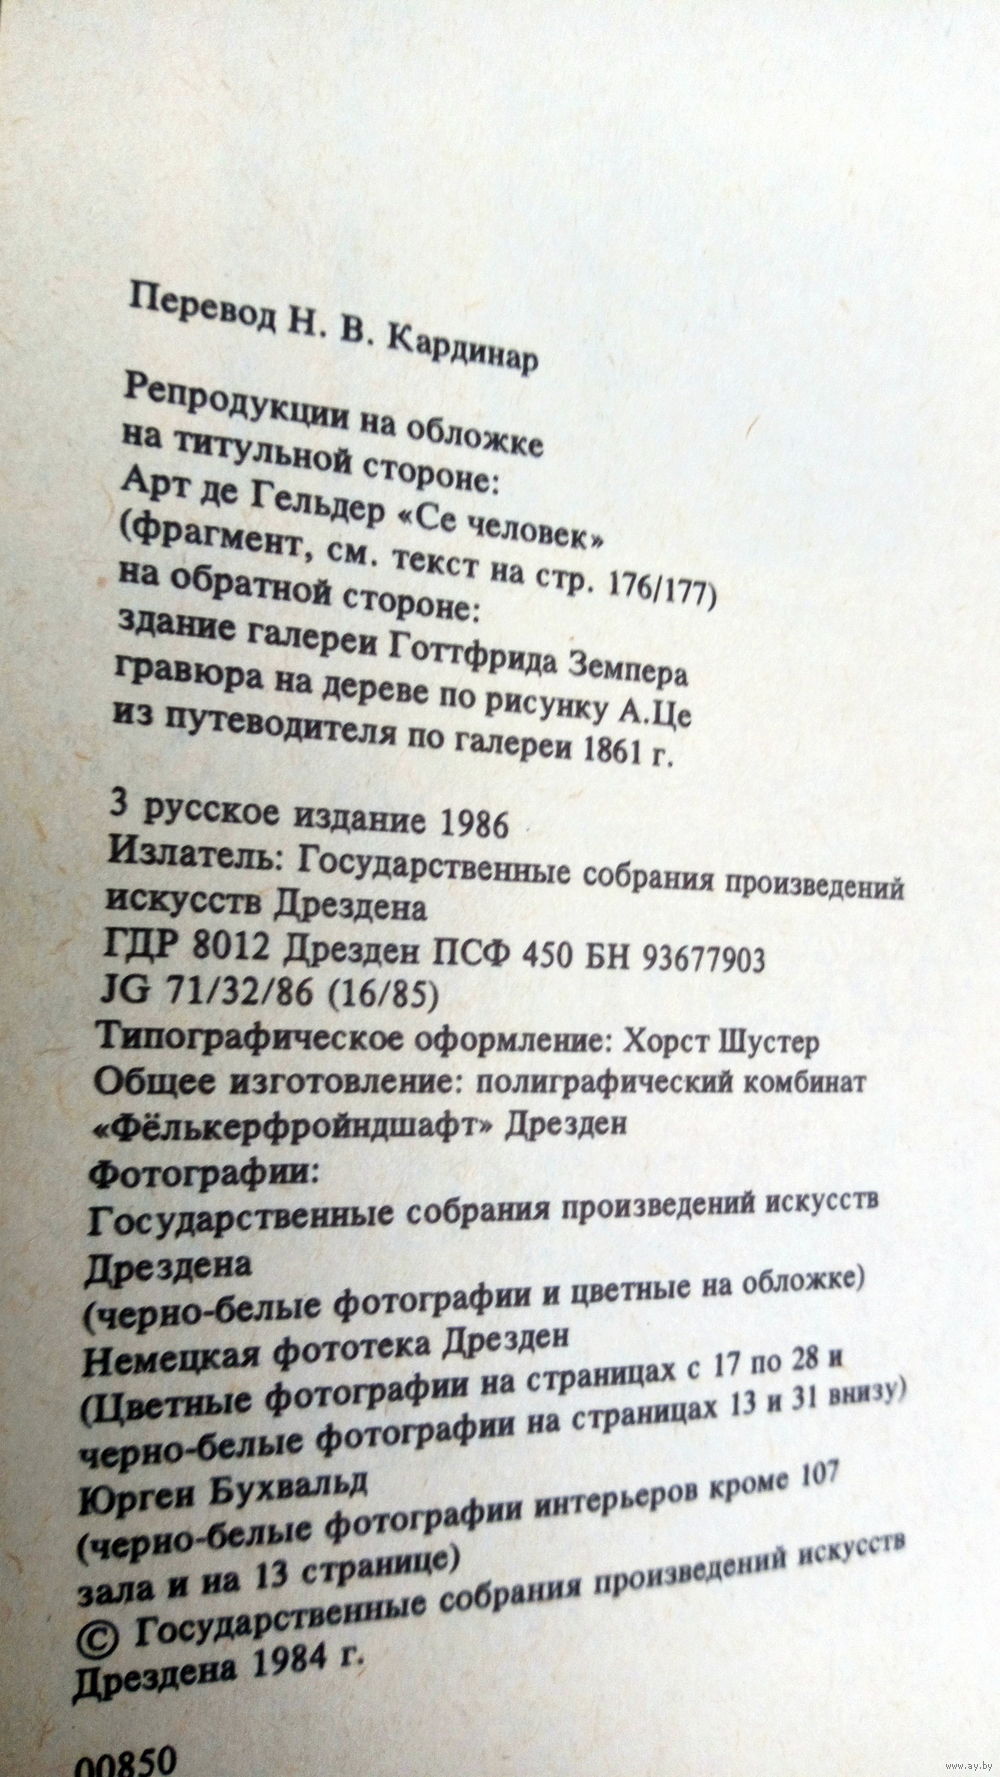 Перевод Н. В. Кардинар
Репродукции на обложке
на титульной стороне:
Арт де Гельдер «Се человек»
(фрагмент, см. текст на стр. 176/177)
на обратной стороне:
здание галереи Готтфрида Земпера
гравюра на дереве по рисунку А.Це
из путеводителя по галереи 1861 г.
3 русское издание 1986
Излатель: Государственные собрания произведений
искусств Дрездена
ГДР 8012 Дрезден ПСФ 450 БН 93677903
JG 71/32/86 (16/85)
Типографическое оформление: Хорст Шустер
Общее изготовление: полиграфический комбинат
«Фёлькерфройндшафт» Дрезден
Фотографии:
Государственные собрания произведений искусств
Дрездена
(черно-белые фотографии и цветные на обложке)
Немецкая фототека Дрезден
(Цветные фотографии на страницах с 17 по 28 и
черно-белые фотографии на страницах 13 и 31 внизу)
Юрген Бухвальд
(черно-белые фотографии интерьеров кроме 107
зала и на 13 странице)
© Государственные собрания произведений искусств
Дрездена 1984 г.
00850
www.ay.by